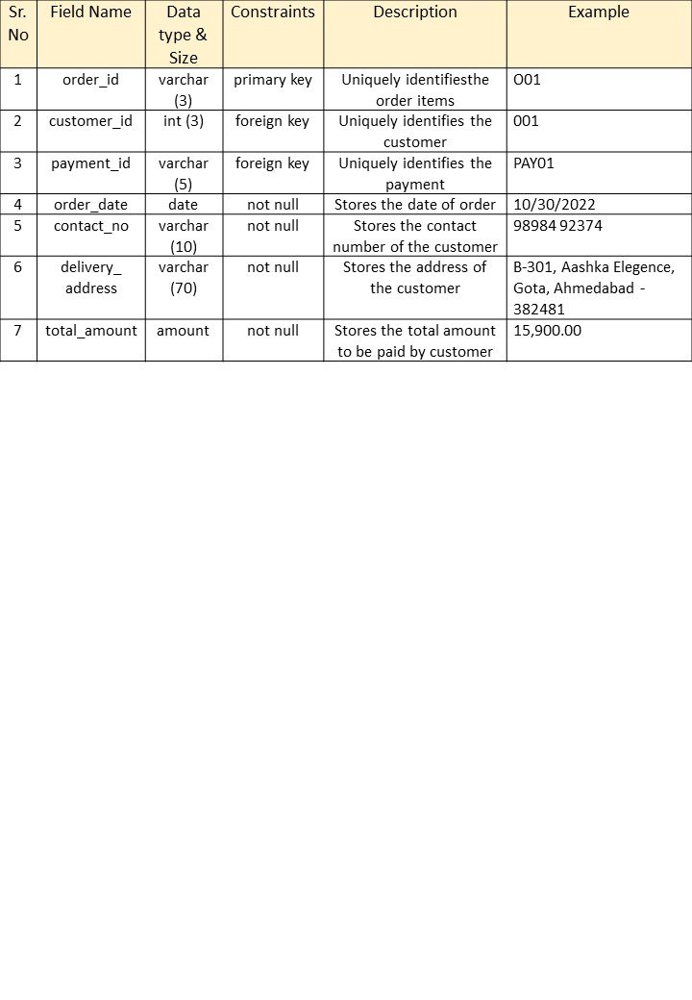 Sr. No | Field Name | Data type & Size | Constraints | Description | Example
1 | order_id | varchar (3) | primary key | Uniquely identifiesthe order items | O01
2 | customer_id | int (3) | foreign key | Uniquely identifies the customer | 001
3 | payment_id | varchar (5) | foreign key | Uniquely identifies the payment | PAY01
4 | order_date | date | not null | Stores the date of order | 10/30/2022
5 | contact_no | varchar (10) | not null | Stores the contact number of the customer | 98984 92374
6 | delivery_ address | varchar (70) | not null | Stores the address of the customer | B-301, Aashka Elegence, Gota, Ahmedabad - 382481
7 | total_amount | amount | not null | Stores the total amount to be paid by customer | 15,900.00